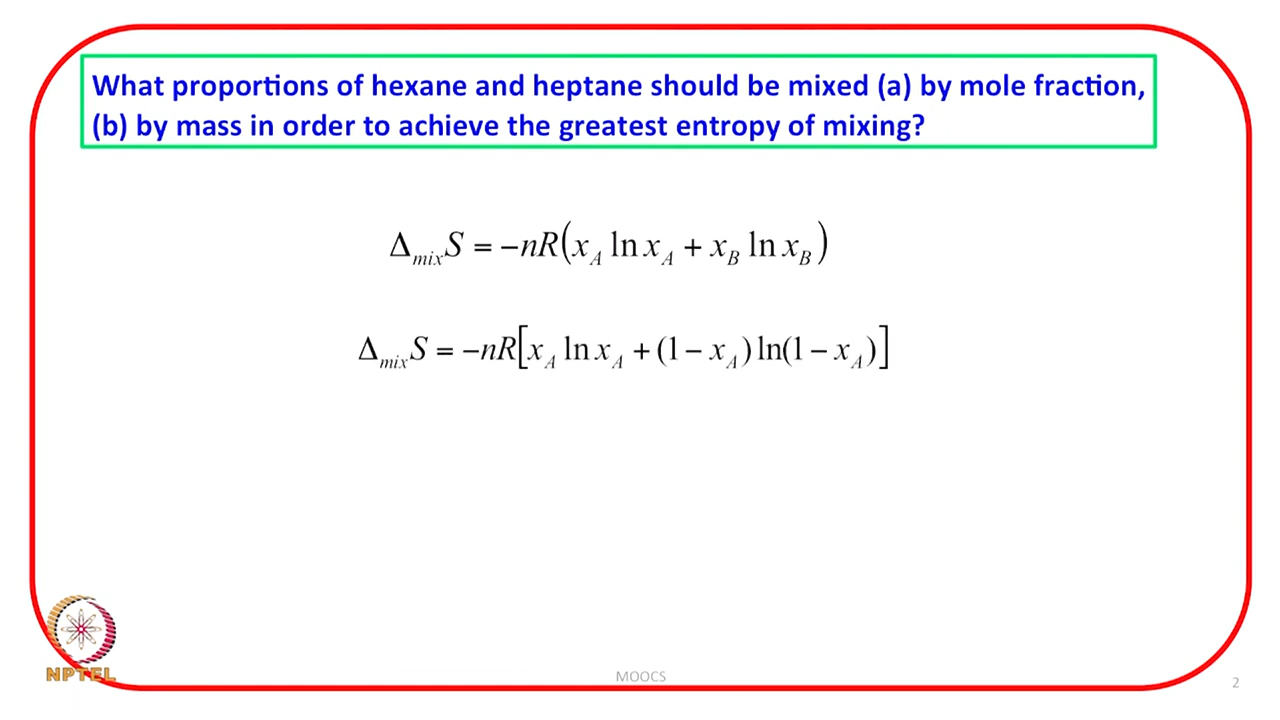 What proportions of hexane and heptane should be mixed (a) by mole fraction,
(b) by mass in order to achieve the greatest entropy of mixing?
Δ_mix S = −nR(x_A ln x_A + x_B ln x_B)
Δ_mix S = −nR[x_A ln x_A + (1 − x_A) ln(1 − x_A)]
NPTEL
MOOCS
2